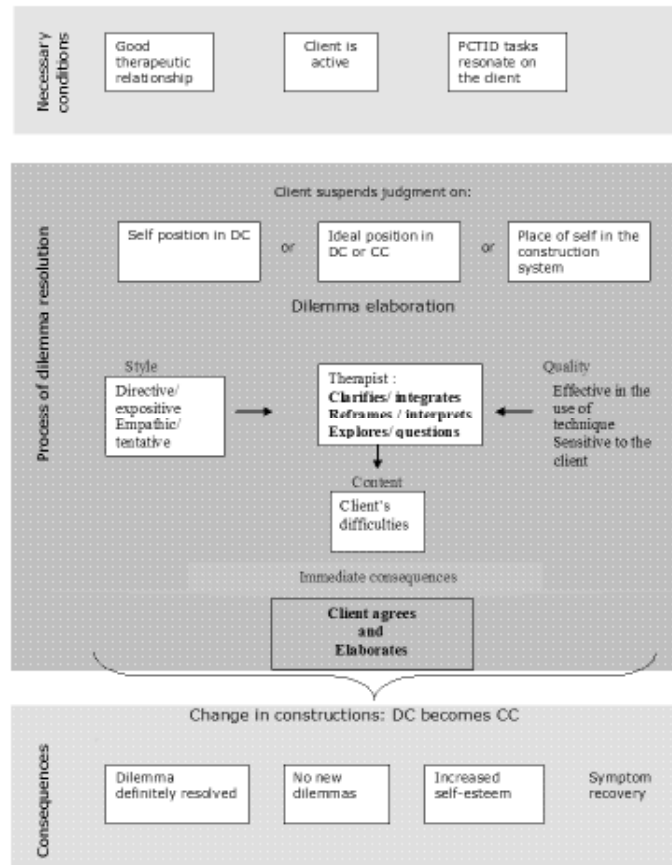 Necessary
conditions
Good
therapeutic
relationship
Client is
active
PCTID tasks
resonate on
the client
Process of dilemma resolution
Client suspends judgment on:
Self position in DC
or
Ideal position in
DC or CC
or
Place of self in the
construction
system
Dilemma elaboration
Style
Directive/
expositive
Empathic/
tentative
Therapist :
Clarifies/ integrates
Reframes / interprets
Explores/ questions
Quality
Effective in the
use of
technique
Sensitive to the
client
Content
Client's
difficulties
Immediate consequences
Client agrees
and
Elaborates
Consequences
Change in constructions: DC becomes CC
Dilemma
definitely resolved
No new
dilemmas
Increased
self-esteem
Symptom
recovery